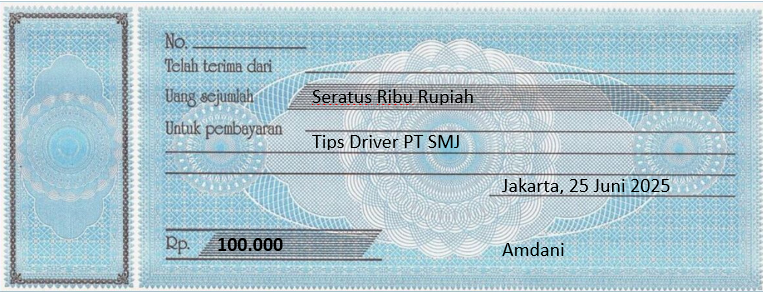 No.
Telah terima dari
Uang sejumlah Seratus Ribu Rupiah
Untuk pembayaran
Tips Driver PT SMJ
Jakarta, 25 Juni 2025
Rp. 100.000
Amdani